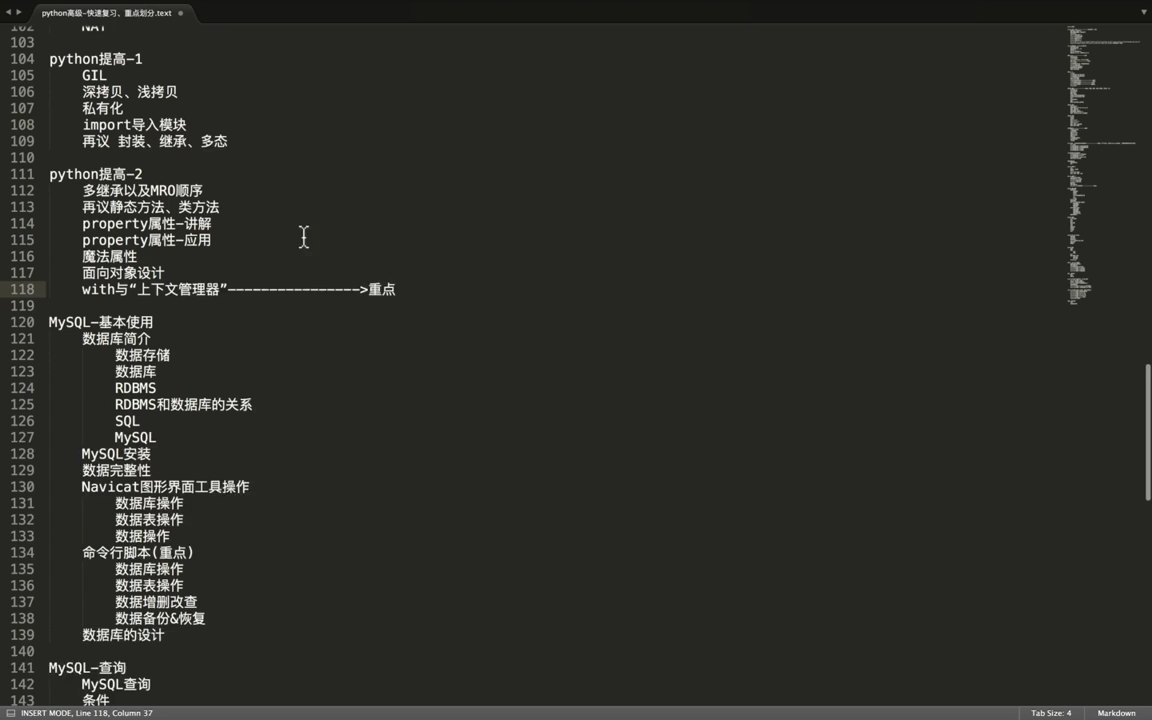 python高级-快速复习、重点划分.text
102 NAT
103
104 python提高-1
105 GIL
106 深拷贝、浅拷贝
107 私有化
108 import导入模块
109 再议 封装、继承、多态
110
111 python提高-2
112 多继承以及MRO顺序
113 再议静态方法、类方法
114 property属性-讲解
115 property属性-应用
116 魔法属性
117 面向对象设计
118 with与“上下文管理器”---------------->重点
119
120 MySQL-基本使用
121 数据库简介
122 数据存储
123 数据库
124 RDBMS
125 RDBMS和数据库的关系
126 SQL
127 MySQL
128 MySQL安装
129 数据完整性
130 Navicat图形界面工具操作
131 数据库操作
132 数据表操作
133 数据操作
134 命令行脚本(重点)
135 数据库操作
136 数据表操作
137 数据增删改查
138 数据备份&恢复
139 数据库的设计
140
141 MySQL-查询
142 MySQL查询
143 条件
INSERT MODE, Line 118, Column 37 Tab Size: 4 Markdown